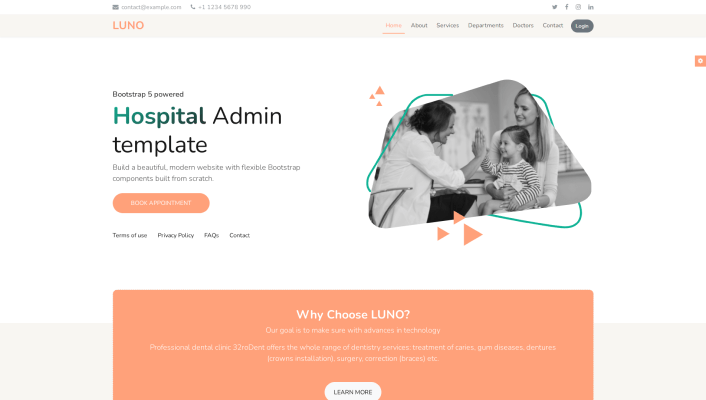 contact@example.com +1 1234 5678 890
LUNO
Home About Services Departments Doctors Contact Login
Bootstrap 5 powered
Hospital Admin
template
Build a beautiful, modern website with flexible Bootstrap
components built from scratch.
BOOK APPOINTMENT
Terms of use Privacy Policy FAQs Contact
Why Choose LUNO?
Our goal is to make sure with advances in technology
Professional dental clinic 32roDent offers the whole range of dentistry services: treatment of caries, gum diseases, dentures
(crowns installation), surgery, correction (braces) etc.
LEARN MORE